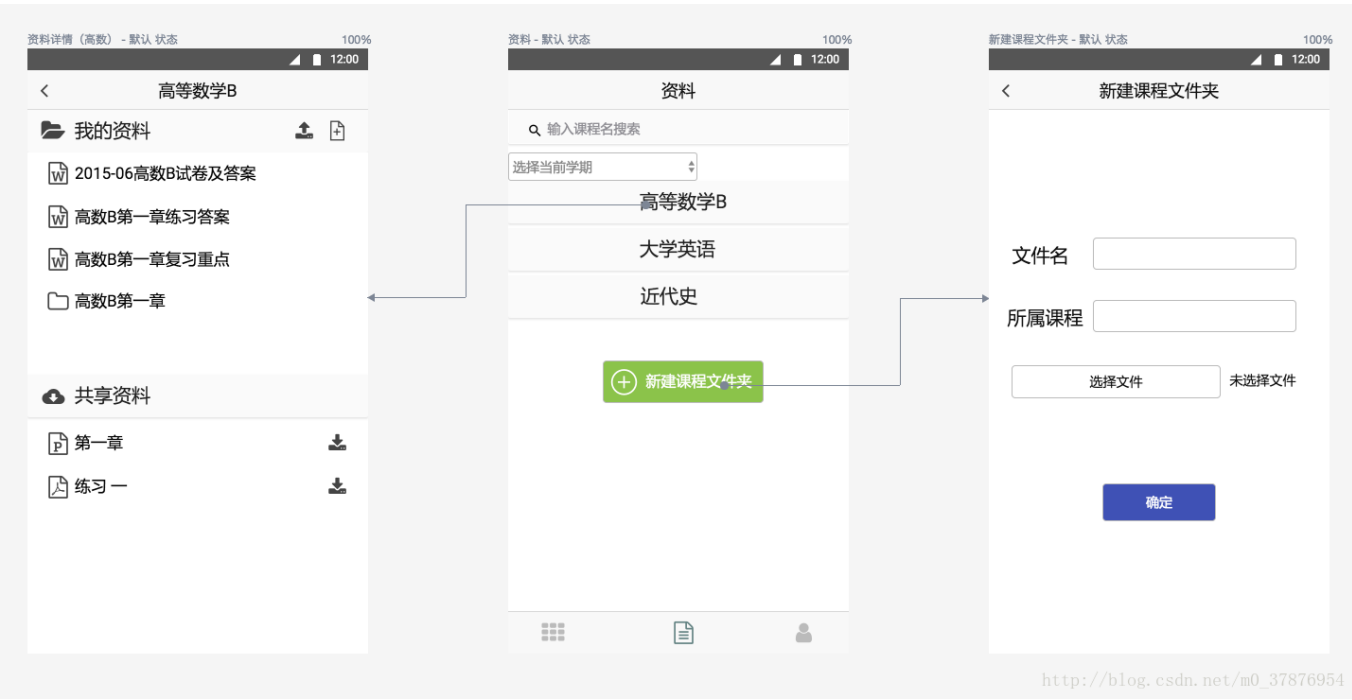 资料详情（高数） - 默认 状态 100%
12:00
高等数学B
我的资料
2015-06高数B试卷及答案
高数B第一章练习答案
高数B第一章复习重点
高数B第一章
共享资料
第一章
练习 一
资料 - 默认 状态 100%
12:00
资料
输入课程名搜索
选择当前学期
高等数学B
大学英语
近代史
新建课程文件夹
新建课程文件夹 - 默认 状态 100%
12:00
新建课程文件夹
文件名
所属课程
选择文件 未选择文件
确定
http://blog.csdn.net/m0_37876954